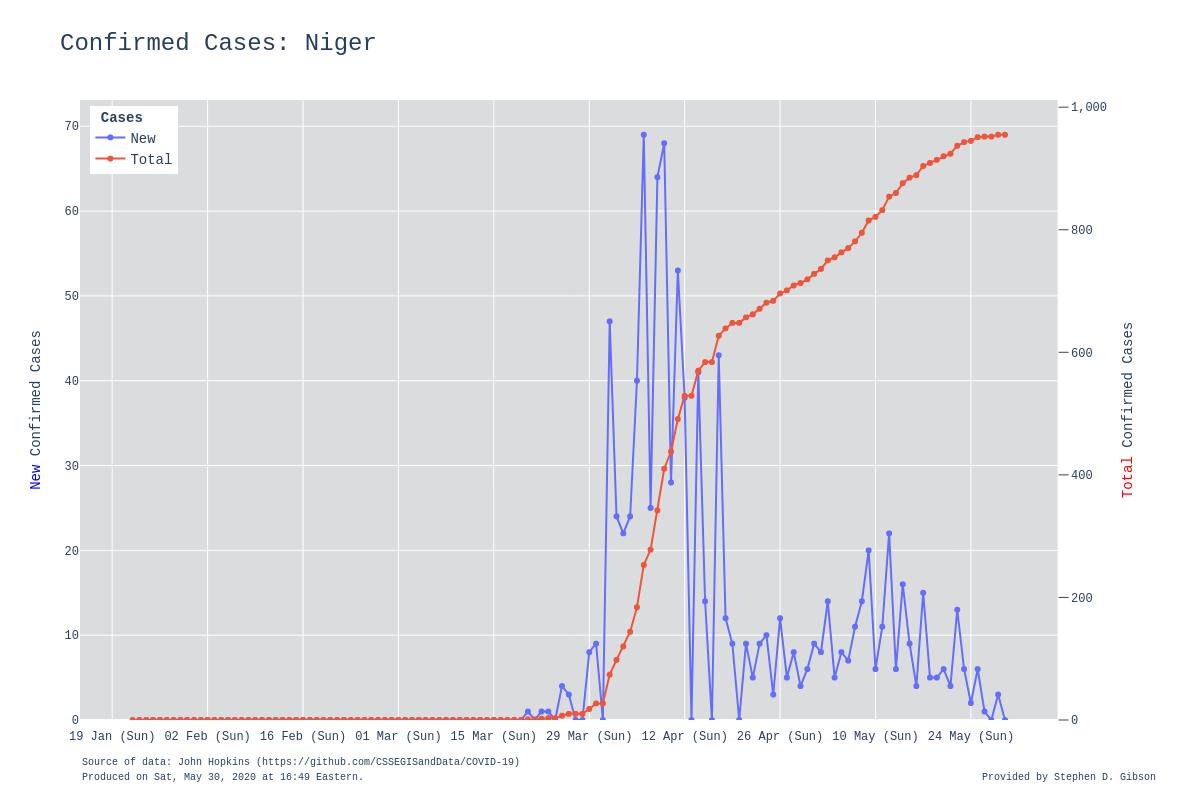 Confirmed Cases: Niger
Cases
New
Total
70
60
50
40
30
20
10
0
1,000
800
600
400
200
0
New Confirmed Cases
Total Confirmed Cases
19 Jan (Sun) 02 Feb (Sun) 16 Feb (Sun) 01 Mar (Sun) 15 Mar (Sun) 29 Mar (Sun) 12 Apr (Sun) 26 Apr (Sun) 10 May (Sun) 24 May (Sun)
Source of data: John Hopkins (https://github.com/CSSEGISandData/COVID-19)
Produced on Sat, May 30, 2020 at 16:49 Eastern.
Provided by Stephen D. Gibson